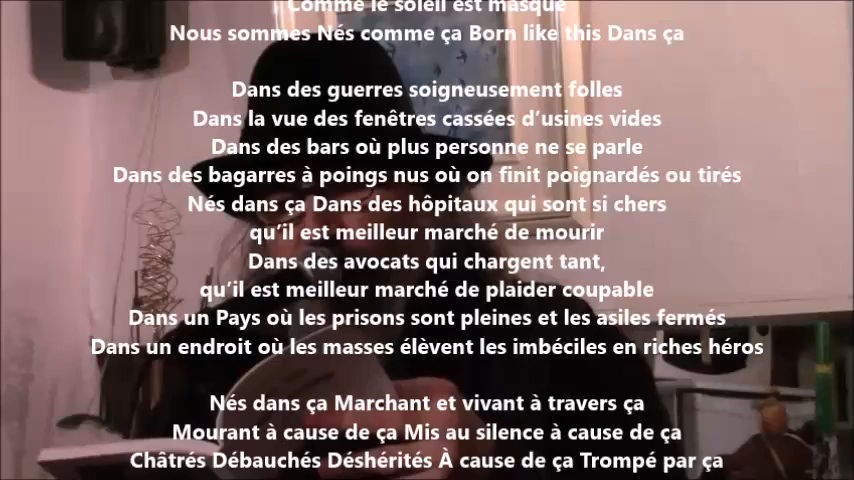 Comme le soleil est masqué
Nous sommes Nés comme ça Born like this Dans ça
Dans des guerres soigneusement folles
Dans la vue des fenêtres cassées d’usines vides
Dans des bars où plus personne ne se parle
Dans des bagarres à poings nus où on finit poignardés ou tirés
Nés dans ça Dans des hôpitaux qui sont si chers
qu’il est meilleur marché de mourir
Dans des avocats qui chargent tant,
qu’il est meilleur marché de plaider coupable
Dans un Pays où les prisons sont pleines et les asiles fermés
Dans un endroit où les masses élèvent les imbéciles en riches héros
Nés dans ça Marchant et vivant à travers ça
Mourant à cause de ça Mis au silence à cause de ça
Châtrés Débauchés Déshérités À cause de ça Trompé par ça